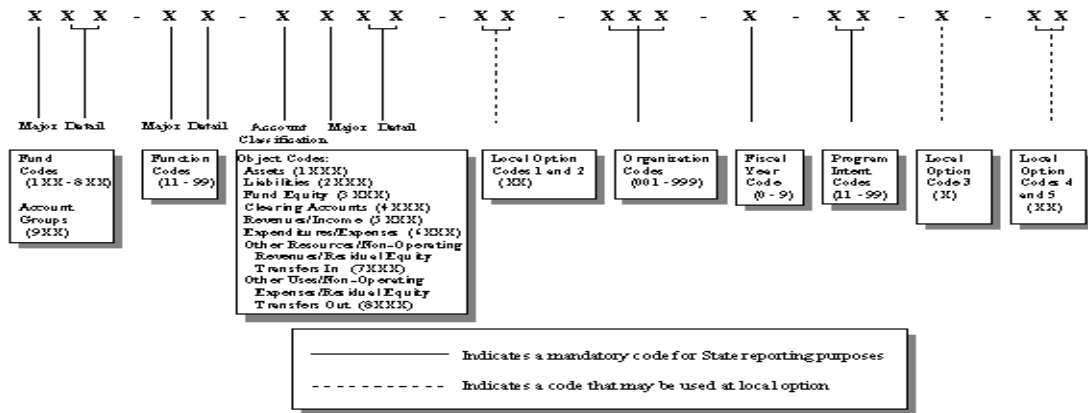 X X X - X X - X X X X - X X - X X X - X - X X - X - X X
Major Detail Major Detail Account Classification Major Detail
Fund
Codes
(1XX - 8XX)
Account
Groups
(9XX)
Function
Codes
(11 - 99)
Object Codes:
Assets (1XXX)
Liabilities (2XXX)
Fund Equity (3XXX)
Clearing Accounts (4XXX)
Revenues/Income (5XXX)
Expenditures/Expenses (6XXX)
Other Resources/Non-Operating
Revenues/Residual Equity
Transfers In (7XXX)
Other Uses/Non-Operating
Expenses/Residual Equity
Transfers Out (8XXX)
Local Option
Codes 1 and 2
(XX)
Organization
Codes
(001 - 999)
Fiscal
Year
Code
(0 - 9)
Program
Intent
Codes
(11 - 99)
Local
Option
Code 3
(X)
Local
Option
Codes 4
and 5
(XX)
Indicates a mandatory code for State reporting purposes
Indicates a code that may be used at local option